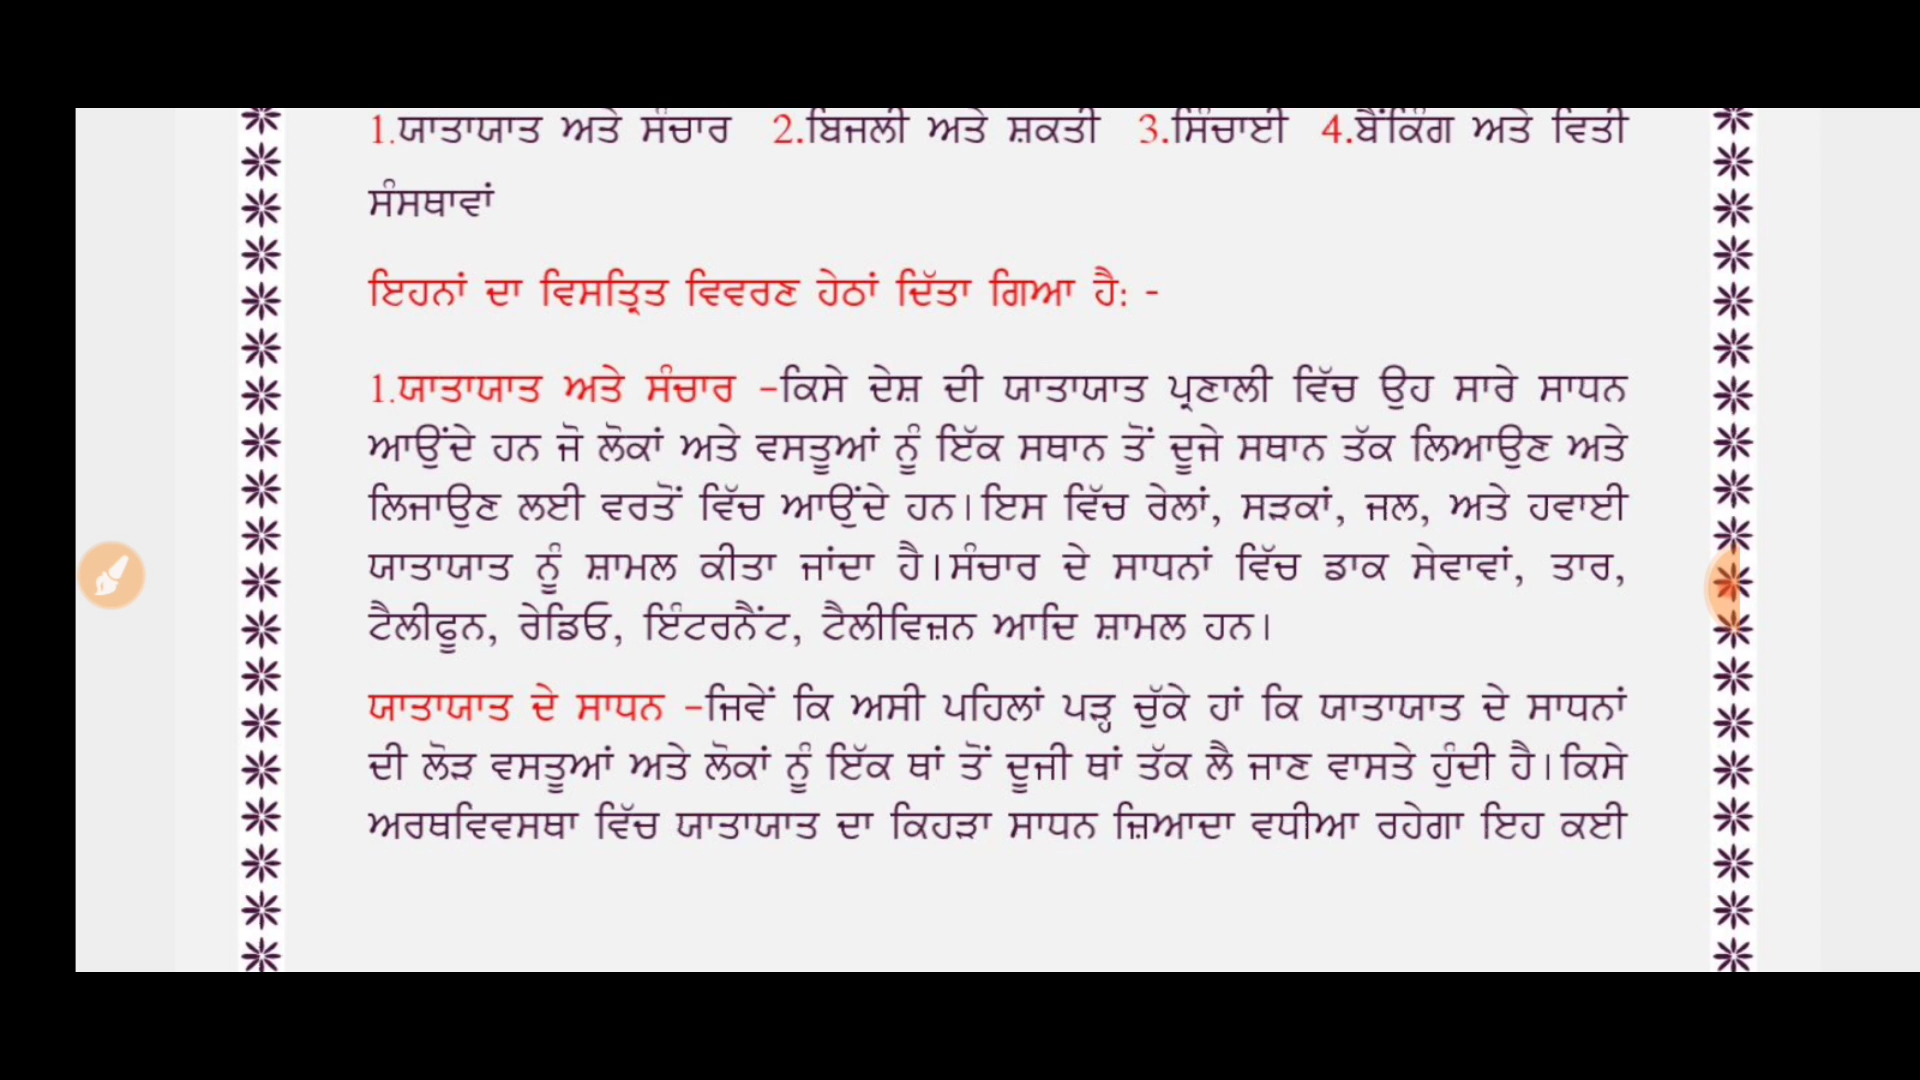 1.ਯਾਤਾਯਾਤ ਅਤੇ ਸੰਚਾਰ 2.ਬਿਜਲੀ ਅਤੇ ਸ਼ਕਤੀ 3.ਸਿੰਚਾਈ 4.ਬੈਂਕਿੰਗ ਅਤੇ ਵਿਤੀ
ਸੰਸਥਾਵਾਂ
ਇਹਨਾਂ ਦਾ ਵਿਸਤ੍ਰਿਤ ਵਿਵਰਣ ਹੇਠਾਂ ਦਿੱਤਾ ਗਿਆ ਹੈ: -
1.ਯਾਤਾਯਾਤ ਅਤੇ ਸੰਚਾਰ –ਕਿਸੇ ਦੇਸ਼ ਦੀ ਯਾਤਾਯਾਤ ਪ੍ਰਣਾਲੀ ਵਿੱਚ ਉਹ ਸਾਰੇ ਸਾਧਨ
ਆਉਂਦੇ ਹਨ ਜੋ ਲੋਕਾਂ ਅਤੇ ਵਸਤੂਆਂ ਨੂੰ ਇੱਕ ਸਥਾਨ ਤੋਂ ਦੂਜੇ ਸਥਾਨ ਤੱਕ ਲਿਆਉਣ ਅਤੇ
ਲਿਜਾਉਣ ਲਈ ਵਰਤੋਂ ਵਿੱਚ ਆਉਂਦੇ ਹਨ।ਇਸ ਵਿੱਚ ਰੇਲਾਂ, ਸੜਕਾਂ, ਜਲ, ਅਤੇ ਹਵਾਈ
ਯਾਤਾਯਾਤ ਨੂੰ ਸ਼ਾਮਲ ਕੀਤਾ ਜਾਂਦਾ ਹੈ।ਸੰਚਾਰ ਦੇ ਸਾਧਨਾਂ ਵਿੱਚ ਡਾਕ ਸੇਵਾਵਾਂ, ਤਾਰ,
ਟੈਲੀਫੂਨ, ਰੇਡਿਓ, ਇੰਟਰਨੈਂਟ, ਟੈਲੀਵਿਜ਼ਨ ਆਦਿ ਸ਼ਾਮਲ ਹਨ।
ਯਾਤਾਯਾਤ ਦੇ ਸਾਧਨ –ਜਿਵੇਂ ਕਿ ਅਸੀ ਪਹਿਲਾਂ ਪੜ੍ਹ ਚੁੱਕੇ ਹਾਂ ਕਿ ਯਾਤਾਯਾਤ ਦੇ ਸਾਧਨਾਂ
ਦੀ ਲੋੜ ਵਸਤੂਆਂ ਅਤੇ ਲੋਕਾਂ ਨੂੰ ਇੱਕ ਥਾਂ ਤੋਂ ਦੂਜੀ ਥਾਂ ਤੱਕ ਲੈ ਜਾਣ ਵਾਸਤੇ ਹੁੰਦੀ ਹੈ।ਕਿਸੇ
ਅਰਥਵਿਵਸਥਾ ਵਿੱਚ ਯਾਤਾਯਾਤ ਦਾ ਕਿਹੜਾ ਸਾਧਨ ਜ਼ਿਆਦਾ ਵਧੀਆ ਰਹੇਗਾ ਇਹ ਕਈ